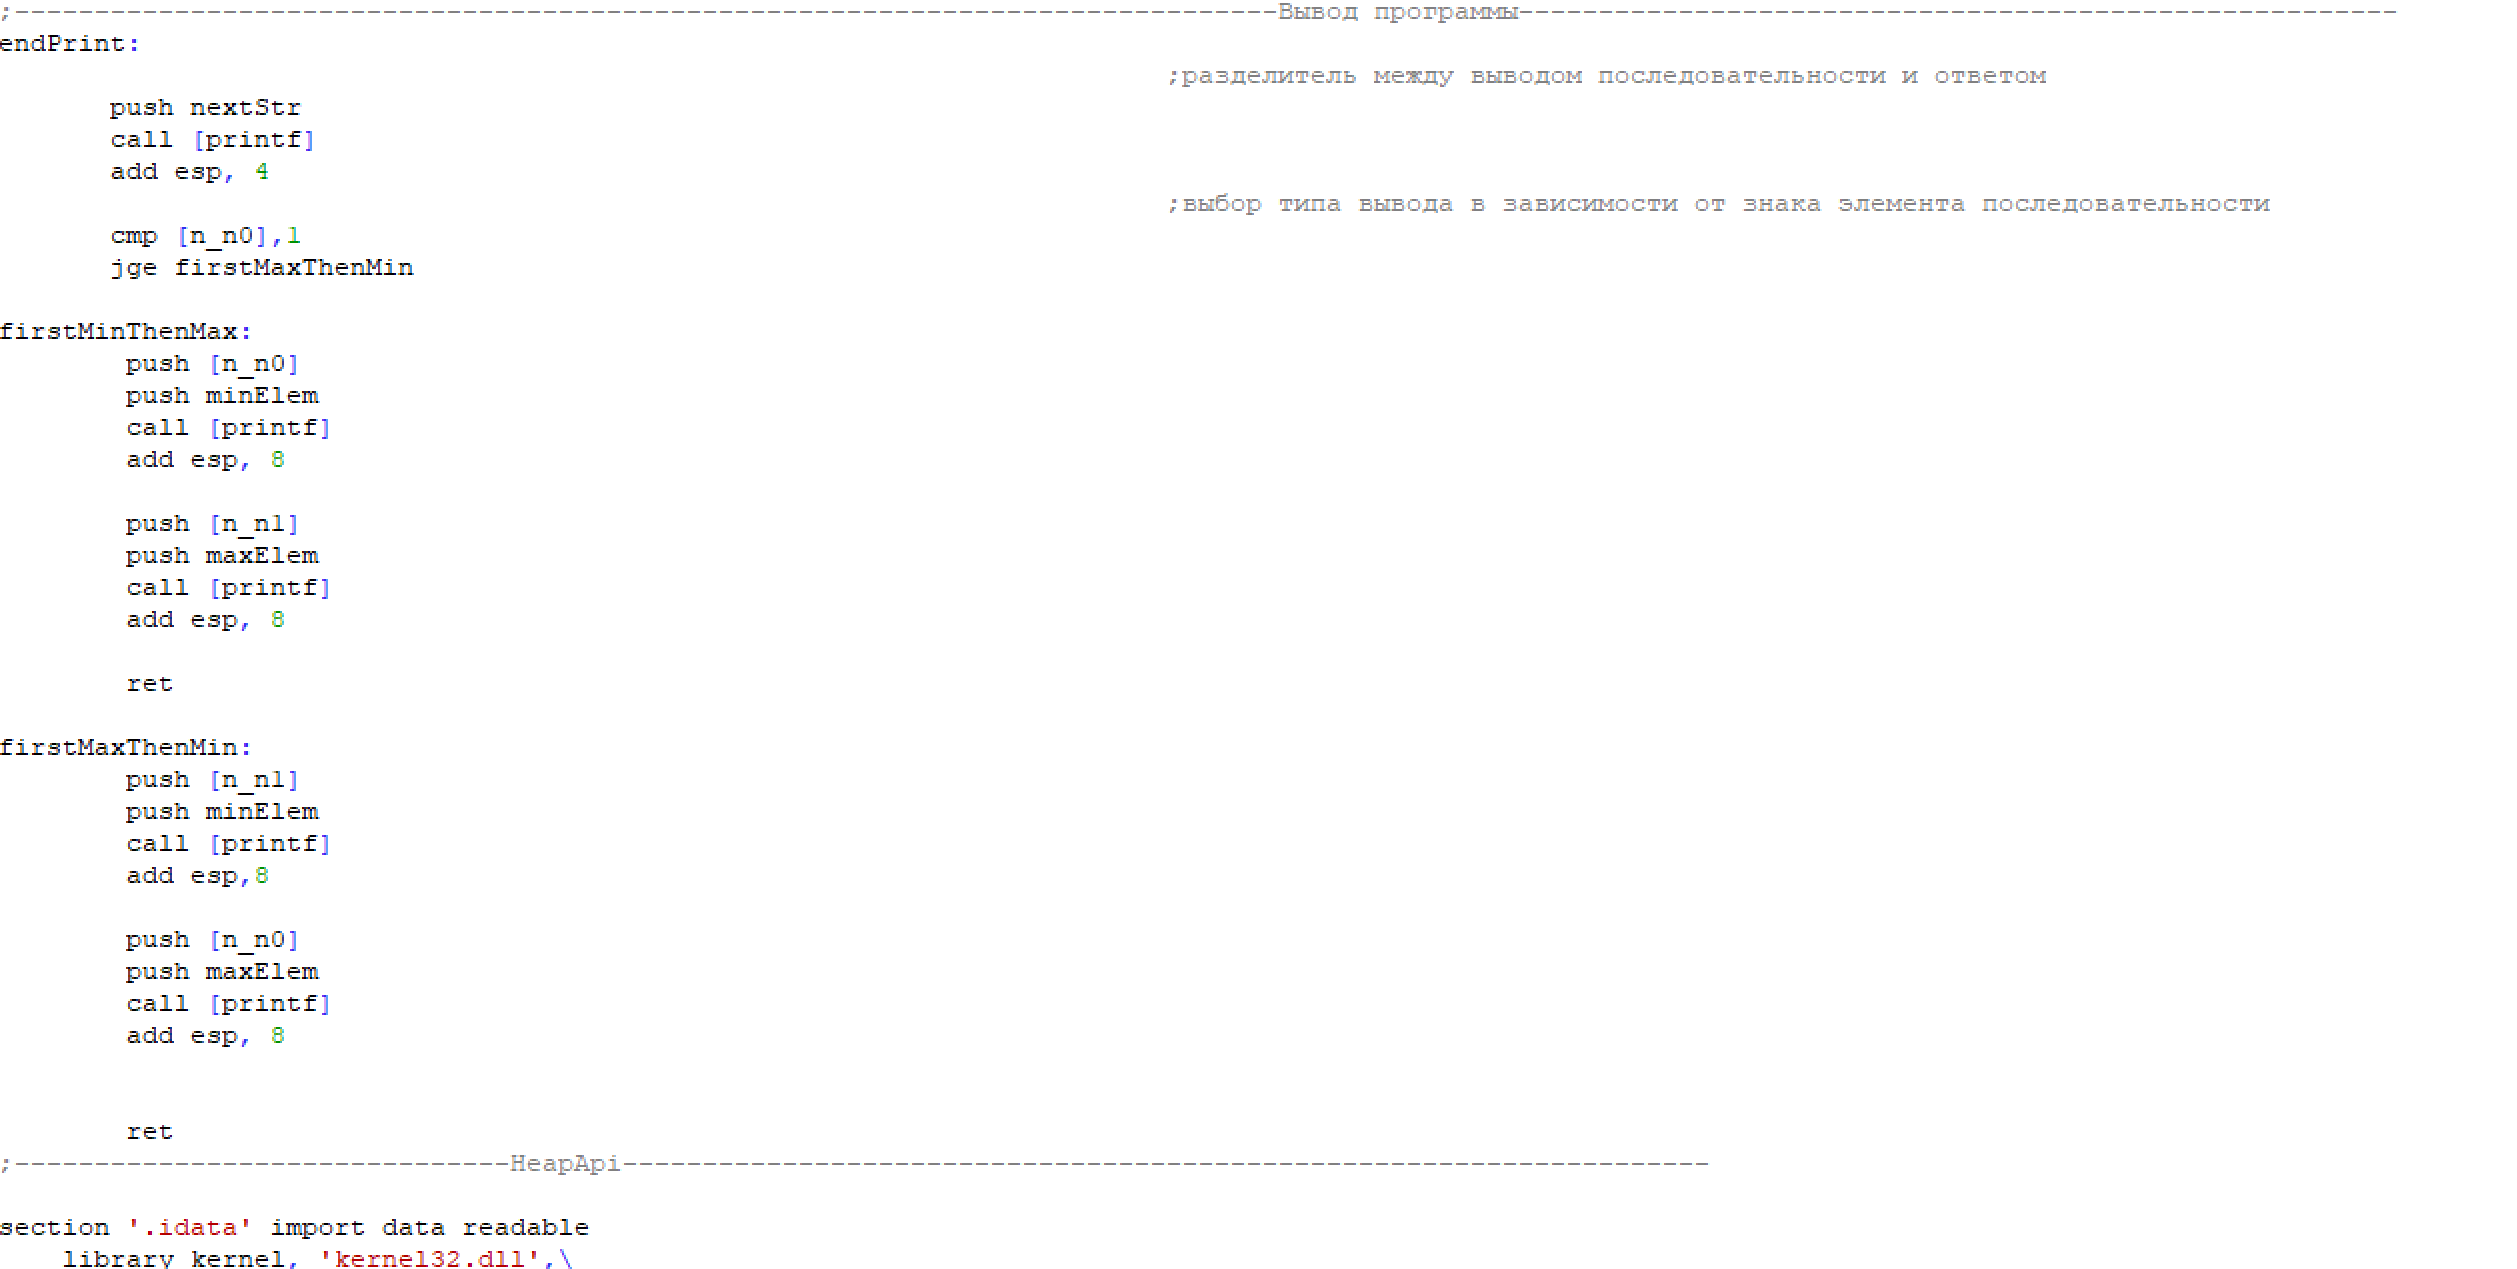 ;-------------------------------------------------------------------------------Вывод программы-------------------------------------------------------
endPrint:
;разделитель между выводом последовательности и ответом
push nextStr
call [printf]
add esp, 4
;выбор типа вывода в зависимости от знака элемента последовательности
cmp [n_n0],1
jge firstMaxThenMin
firstMinThenMax:
push [n_n0]
push minElem
call [printf]
add esp, 8
push [n_n1]
push maxElem
call [printf]
add esp, 8
ret
firstMaxThenMin:
push [n_n1]
push minElem
call [printf]
add esp,8
push [n_n0]
push maxElem
call [printf]
add esp, 8
ret
;-------------------------------HeapApi--------------------------------------------------------------------
section '.idata' import data readable
library kernel, 'kernel32.dll',\